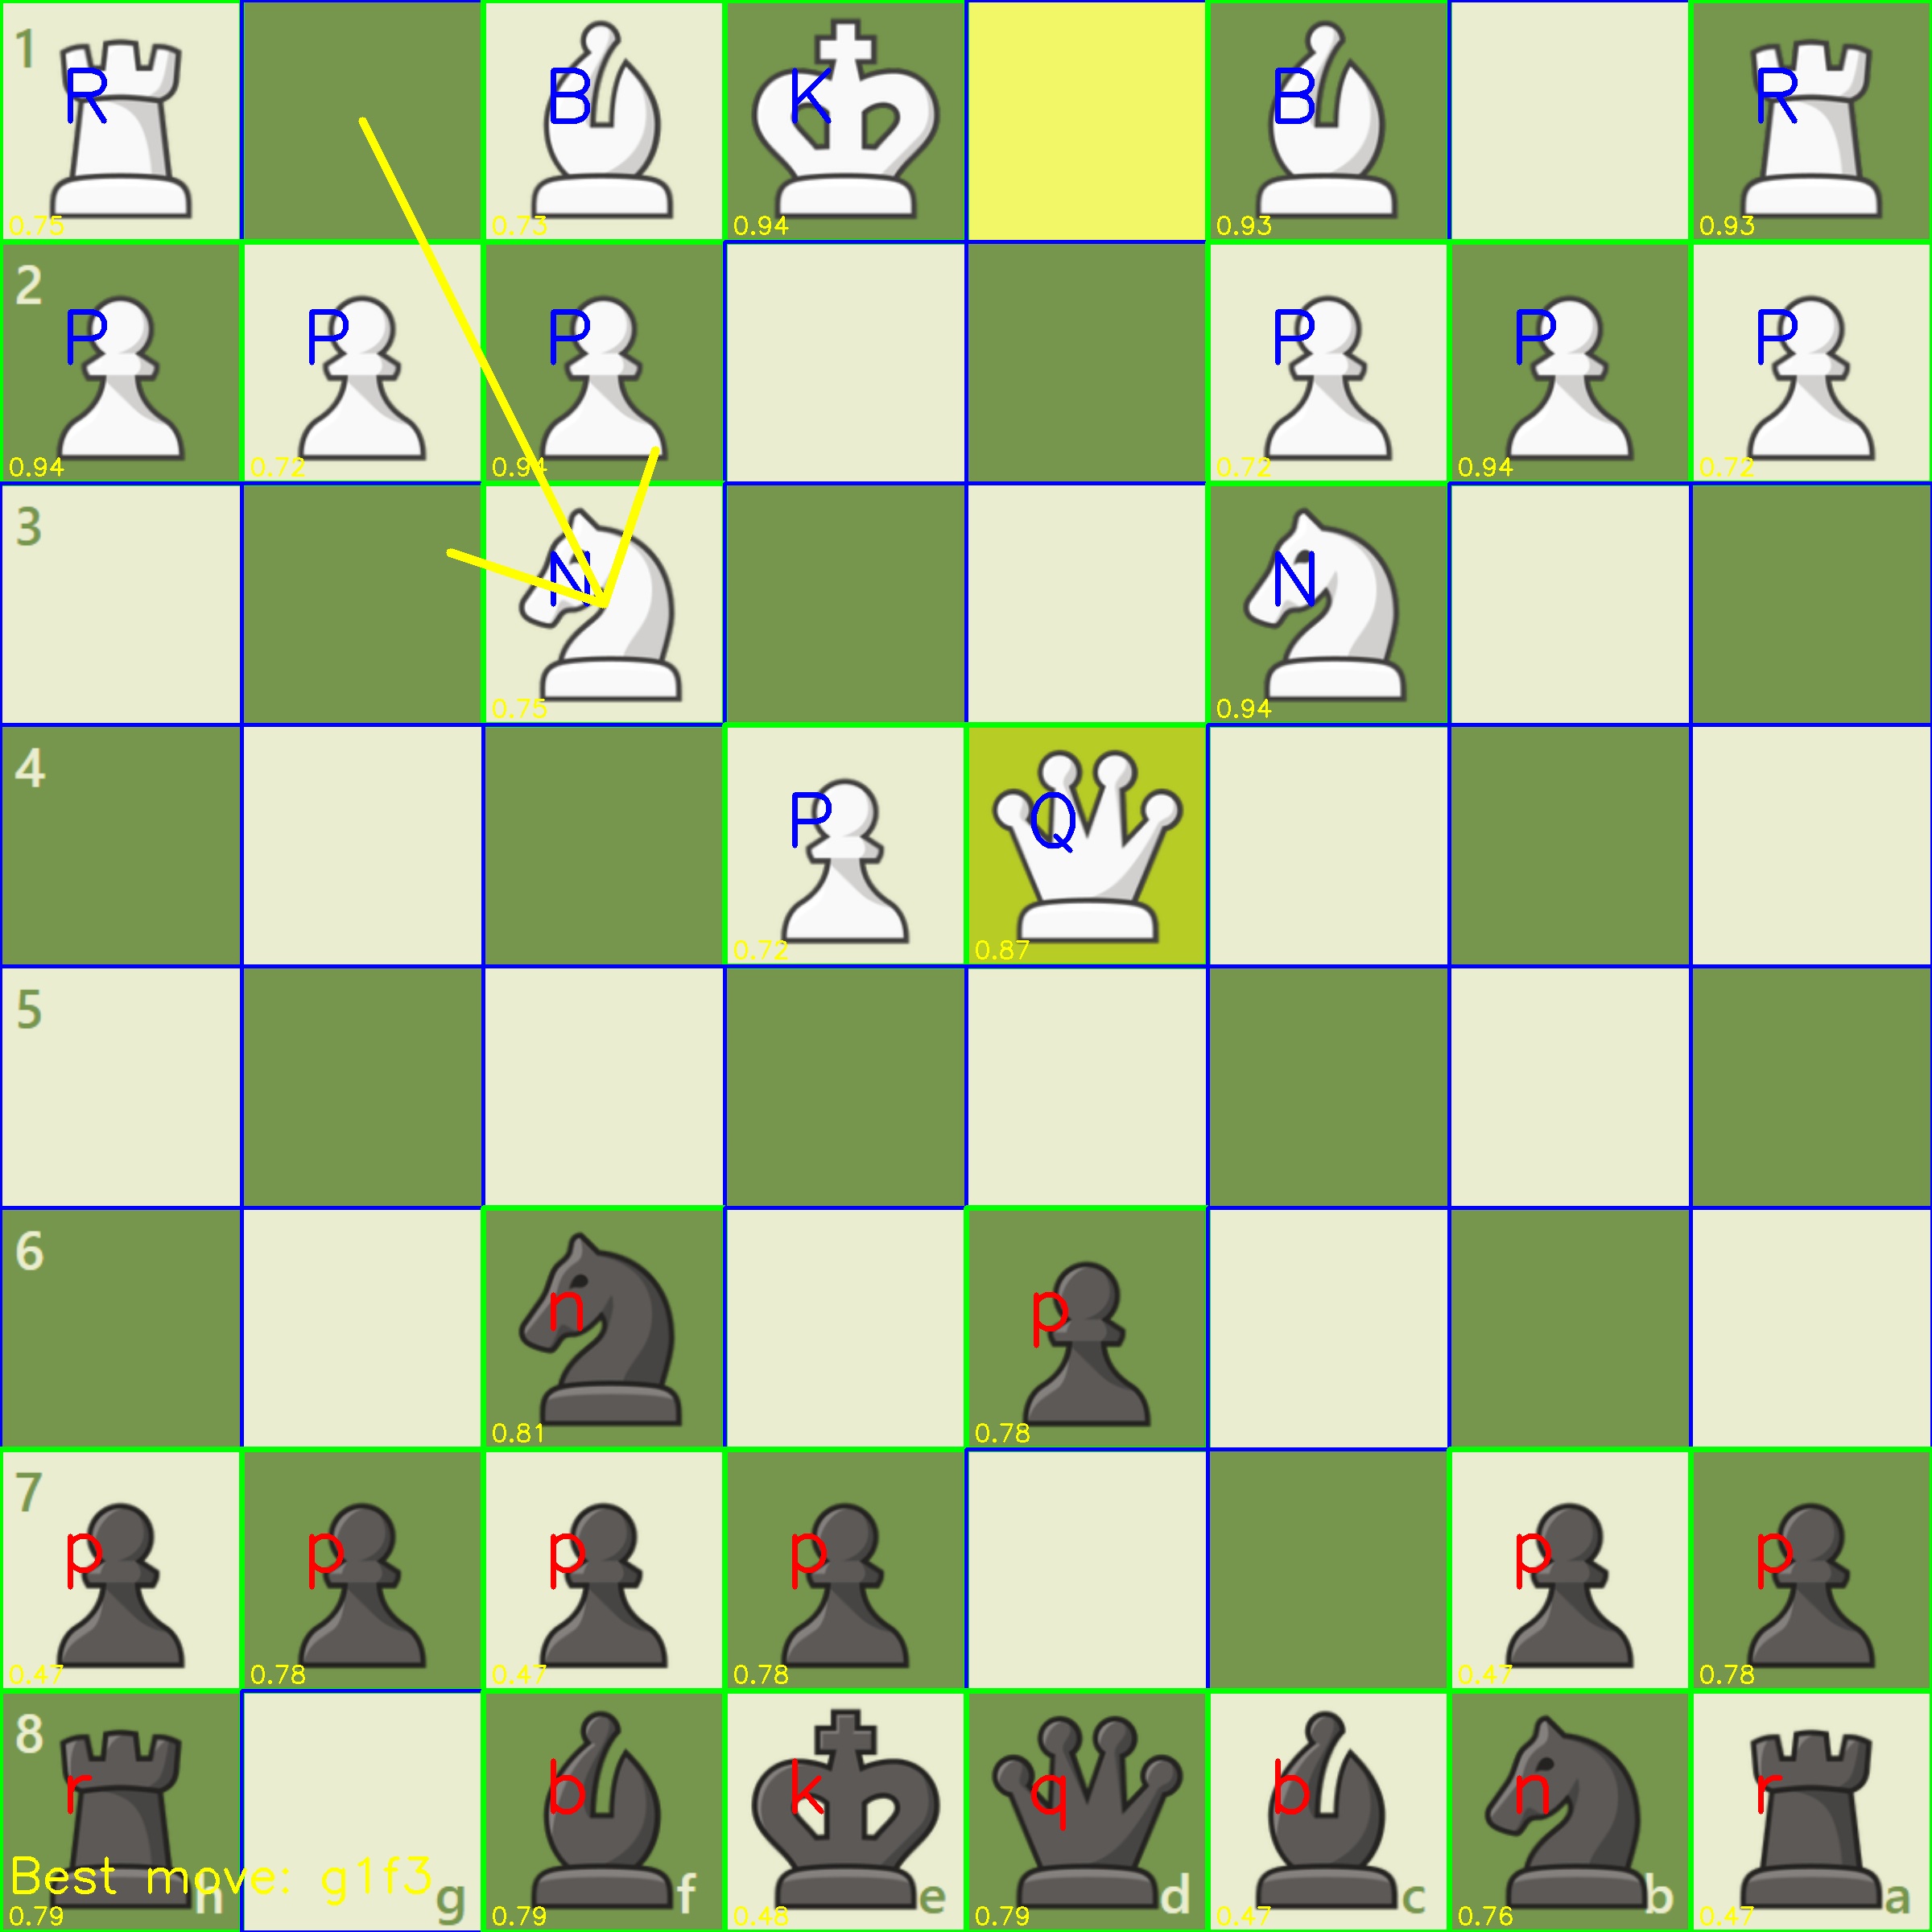 1
R B K B R
0.75 0.73 0.94 0.93 0.93
2
P P P P P P
0.94 0.72 0.94 0.72 0.94 0.72
3
N N
0.75 0.94
4
P Q
0.72 0.87
5
6
n p
0.81 0.78
7
p p p p p p
0.47 0.78 0.47 0.78 0.47 0.78
8
r b k q b n r
Best move: g1f3
h g f e d c b a
0.79 0.79 0.48 0.79 0.47 0.76 0.47